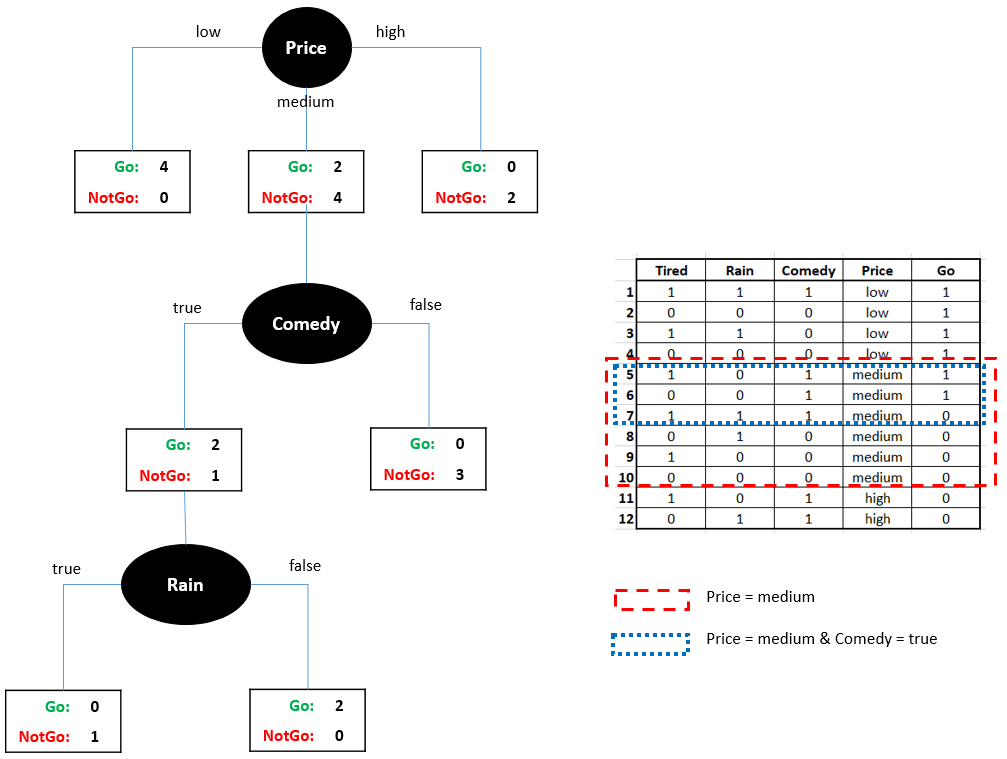 low
high
Price
medium
Go: 4
NotGo: 0
Go: 2
NotGo: 4
Go: 0
NotGo: 2
true
false
Comedy
Go: 2
NotGo: 1
Go: 0
NotGo: 3
true
false
Rain
Go: 0
NotGo: 1
Go: 2
NotGo: 0
Tired Rain Comedy Price Go
1 1 1 1 low 1
2 0 0 0 low 1
3 1 1 0 low 1
4 0 0 0 low 1
5 1 0 1 medium 1
6 0 0 1 medium 1
7 1 1 1 medium 0
8 0 1 0 medium 0
9 1 0 0 medium 0
10 0 0 0 medium 0
11 1 0 1 high 0
12 0 1 1 high 0
Price = medium
Price = medium & Comedy = true